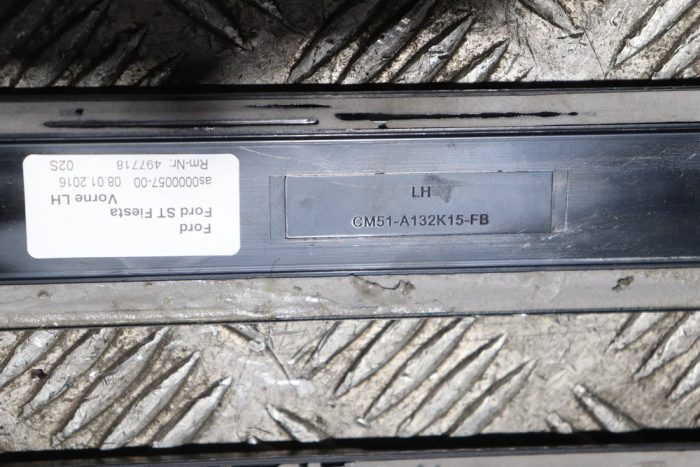 Ford
Ford ST Fiesta
Vorne LH
as0000057-00 08.01.2016
Rm-Nr: 497718 02S
LH
CM51-A132K15-FB